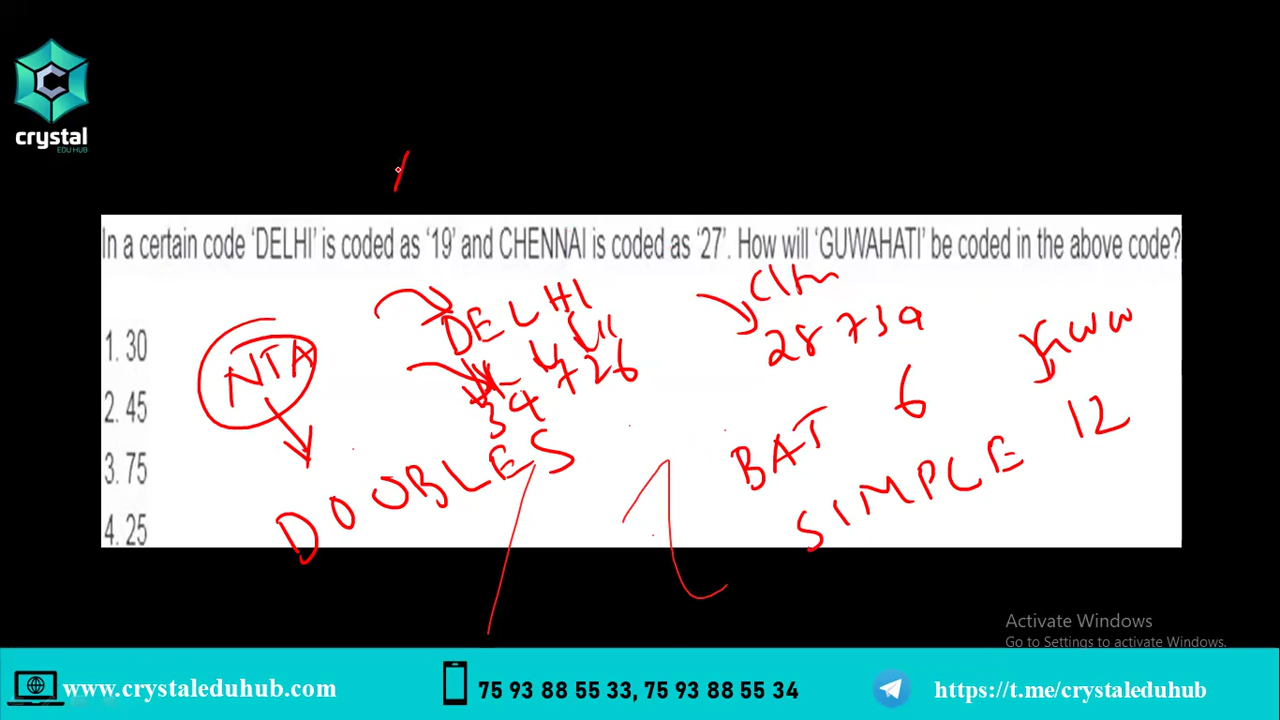 crystal
EDU HUB
In a certain code ‘DELHI’ is coded as ‘19’ and CHENNAI is coded as ‘27’. How will ‘GUWAHATI’ be coded in the above code?
1. 30
2. 45
3. 75
4. 25
DELHI
NTA
BAT 6
SIMPLE 12
DOUBLES
Activate Windows
Go to Settings to activate Windows.
www.crystaleduhub.com
75 93 88 55 33, 75 93 88 55 34
https://t.me/crystaleduhub